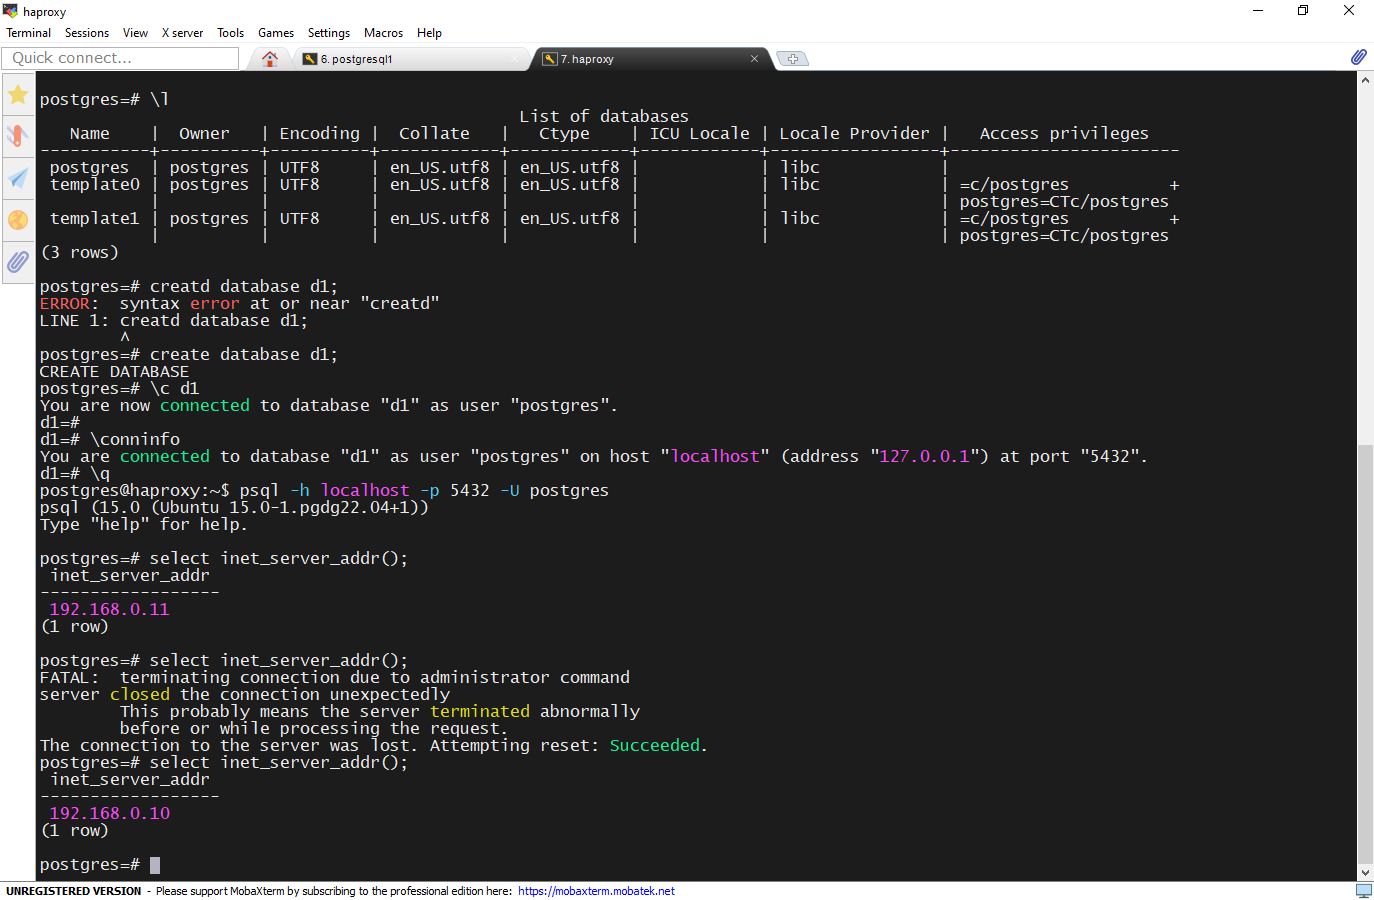 haproxy
Terminal Sessions View X server Tools Games Settings Macros Help
Quick connect...
6. postgresql1
7. haproxy
postgres=# \l
List of databases
Name | Owner | Encoding | Collate | Ctype | ICU Locale | Locale Provider | Access privileges
-----------+----------+----------+------------+------------+------------+-----------------+-----------------------
postgres | postgres | UTF8 | en_US.utf8 | en_US.utf8 | | libc |
template0 | postgres | UTF8 | en_US.utf8 | en_US.utf8 | | libc | =c/postgres +
| | | | | | | postgres=CTc/postgres
template1 | postgres | UTF8 | en_US.utf8 | en_US.utf8 | | libc | =c/postgres +
| | | | | | | postgres=CTc/postgres
(3 rows)
postgres=# creatd database d1;
ERROR: syntax error at or near "creatd"
LINE 1: creatd database d1;
^
postgres=# create database d1;
CREATE DATABASE
postgres=# \c d1
You are now connected to database "d1" as user "postgres".
d1=#
d1=# \conninfo
You are connected to database "d1" as user "postgres" on host "localhost" (address "127.0.0.1") at port "5432".
d1=# \q
postgres@haproxy:~$ psql -h localhost -p 5432 -U postgres
psql (15.0 (Ubuntu 15.0-1.pgdg22.04+1))
Type "help" for help.
postgres=# select inet_server_addr();
inet_server_addr
------------------
192.168.0.11
(1 row)
postgres=# select inet_server_addr();
FATAL: terminating connection due to administrator command
server closed the connection unexpectedly
This probably means the server terminated abnormally
before or while processing the request.
The connection to the server was lost. Attempting reset: Succeeded.
postgres=# select inet_server_addr();
inet_server_addr
------------------
192.168.0.10
(1 row)
postgres=#
UNREGISTERED VERSION - Please support MobaXterm by subscribing to the professional edition here: https://mobaxterm.mobatek.net